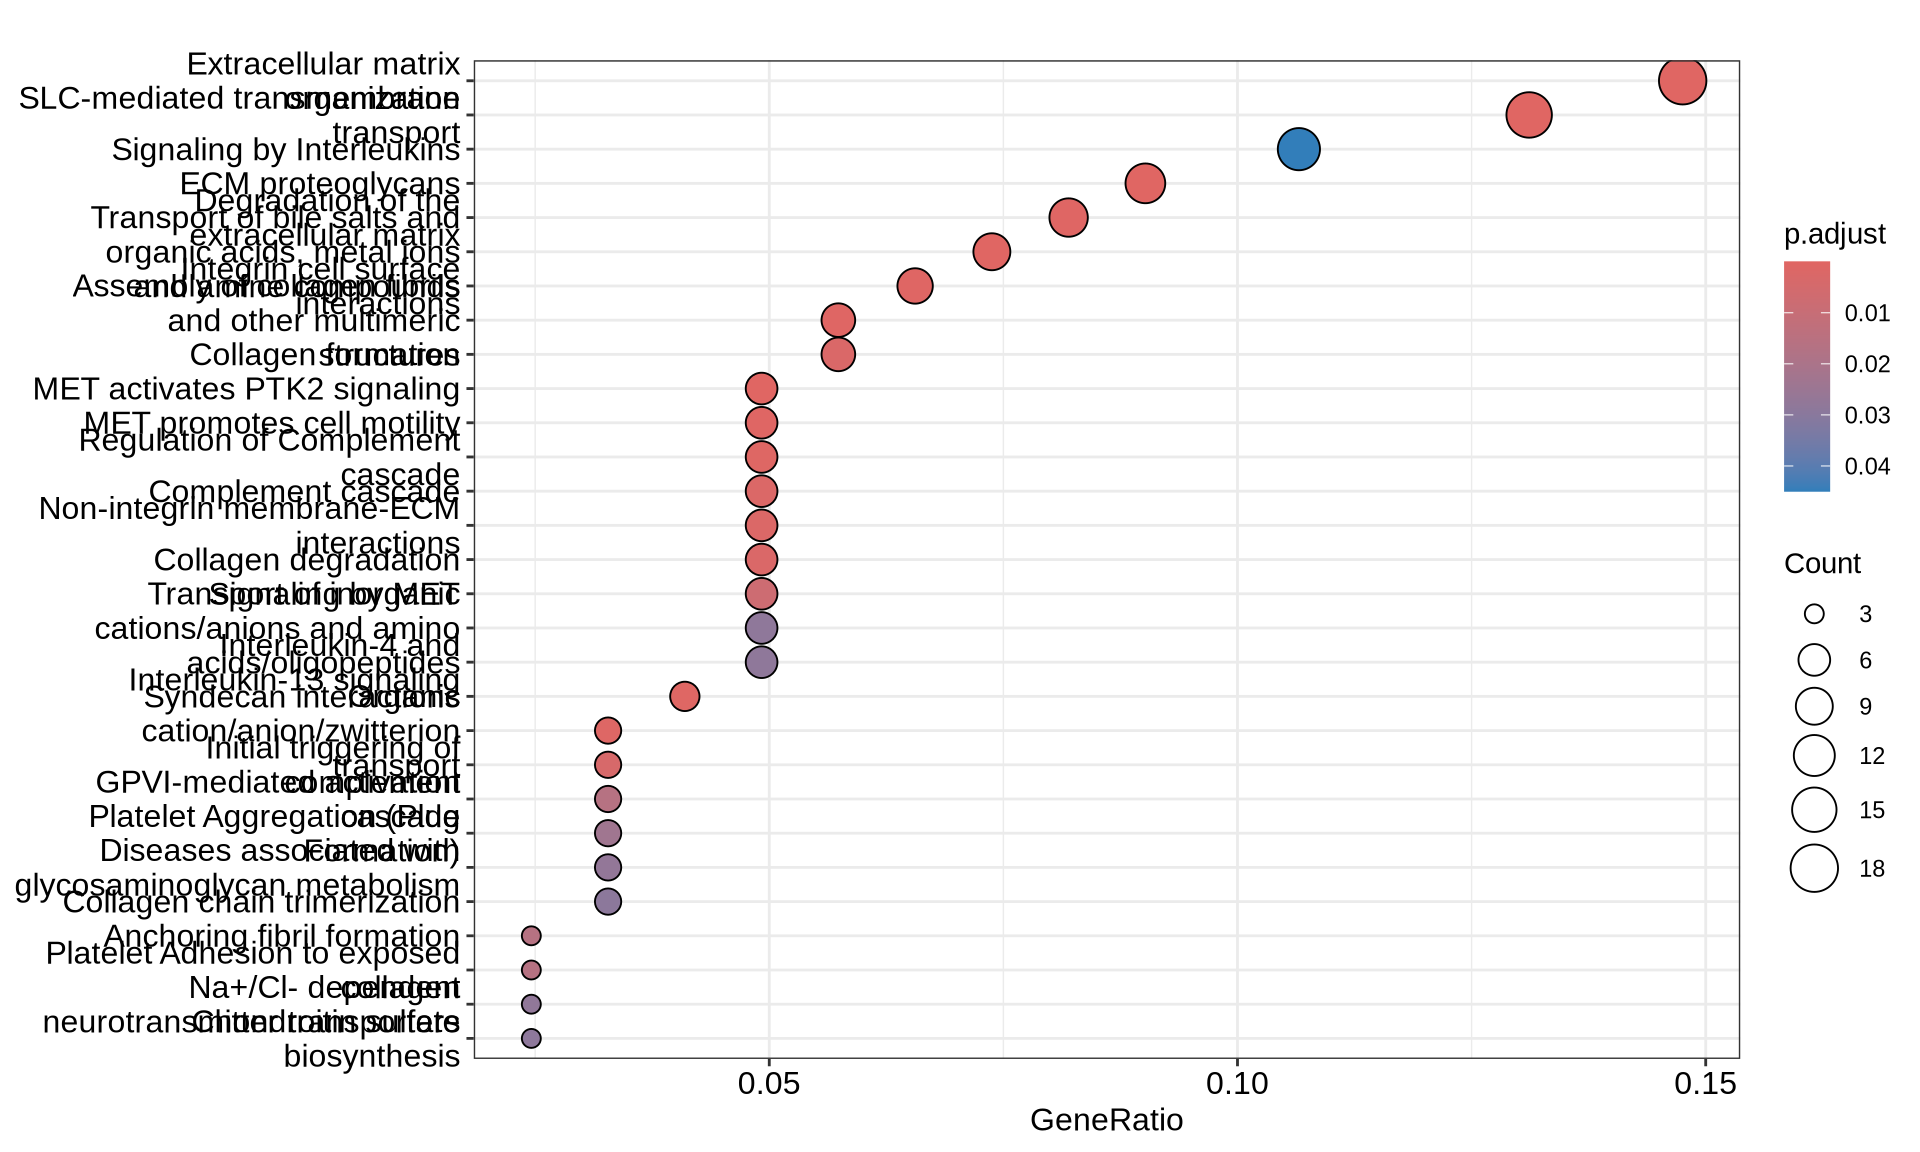 Extracellular matrix
organization
SLC-mediated transmembrane
transport
Signaling by Interleukins
ECM proteoglycans
Degradation of the
extracellular matrix
Transport of bile salts and
organic acids, metal ions
and amine compounds
Integrin cell surface
interactions
Assembly of collagen fibrils
and other multimeric
structures
Collagen formation
MET activates PTK2 signaling
MET promotes cell motility
Regulation of Complement
cascade
Complement cascade
Non-integrin membrane-ECM
interactions
Collagen degradation
Signaling by MET
Transport of inorganic
cations/anions and amino
acids/oligopeptides
Interleukin-4 and
Interleukin-13 signaling
Syndecan interactions
Organic
cation/anion/zwitterion
transport
Initial triggering of
complement
GPVI-mediated activation
cascade
Platelet Aggregation (Plug
Formation)
Diseases associated with
glycosaminoglycan metabolism
Collagen chain trimerization
Anchoring fibril formation
Platelet Adhesion to exposed
collagen
Na+/Cl- dependent
neurotransmitter transporters
Chondroitin sulfate
biosynthesis
0.05
0.10
0.15
GeneRatio
p.adjust
0.01
0.02
0.03
0.04
Count
3
6
9
12
15
18